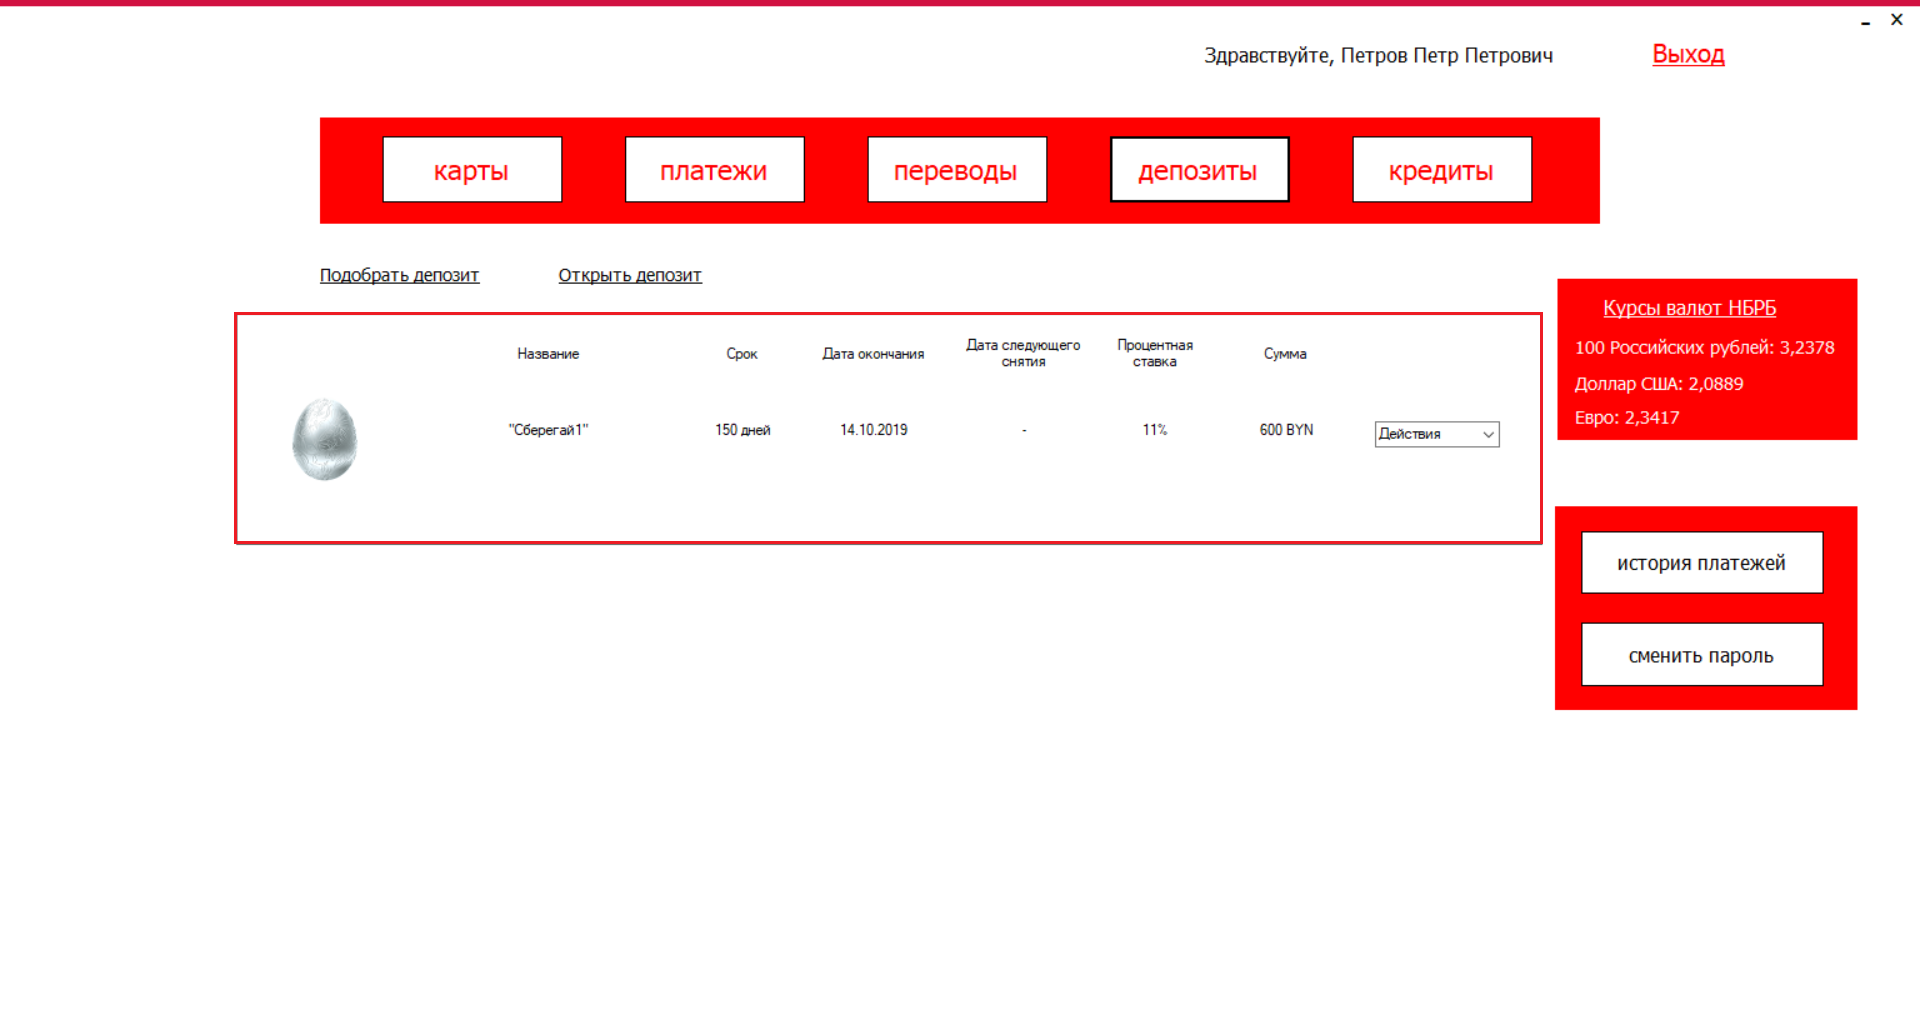 Здравствуйте, Петров Петр Петрович
Выход
карты
платежи
переводы
депозиты
кредиты
Подобрать депозит
Открыть депозит
Название
Срок
Дата окончания
Дата следующего
снятия
Процентная
ставка
Сумма
"Сберегай1"
150 дней
14.10.2019
-
11%
600 BYN
Действия
Курсы валют НБРБ
100 Российских рублей: 3,2378
Доллар США: 2,0889
Евро: 2,3417
история платежей
сменить пароль